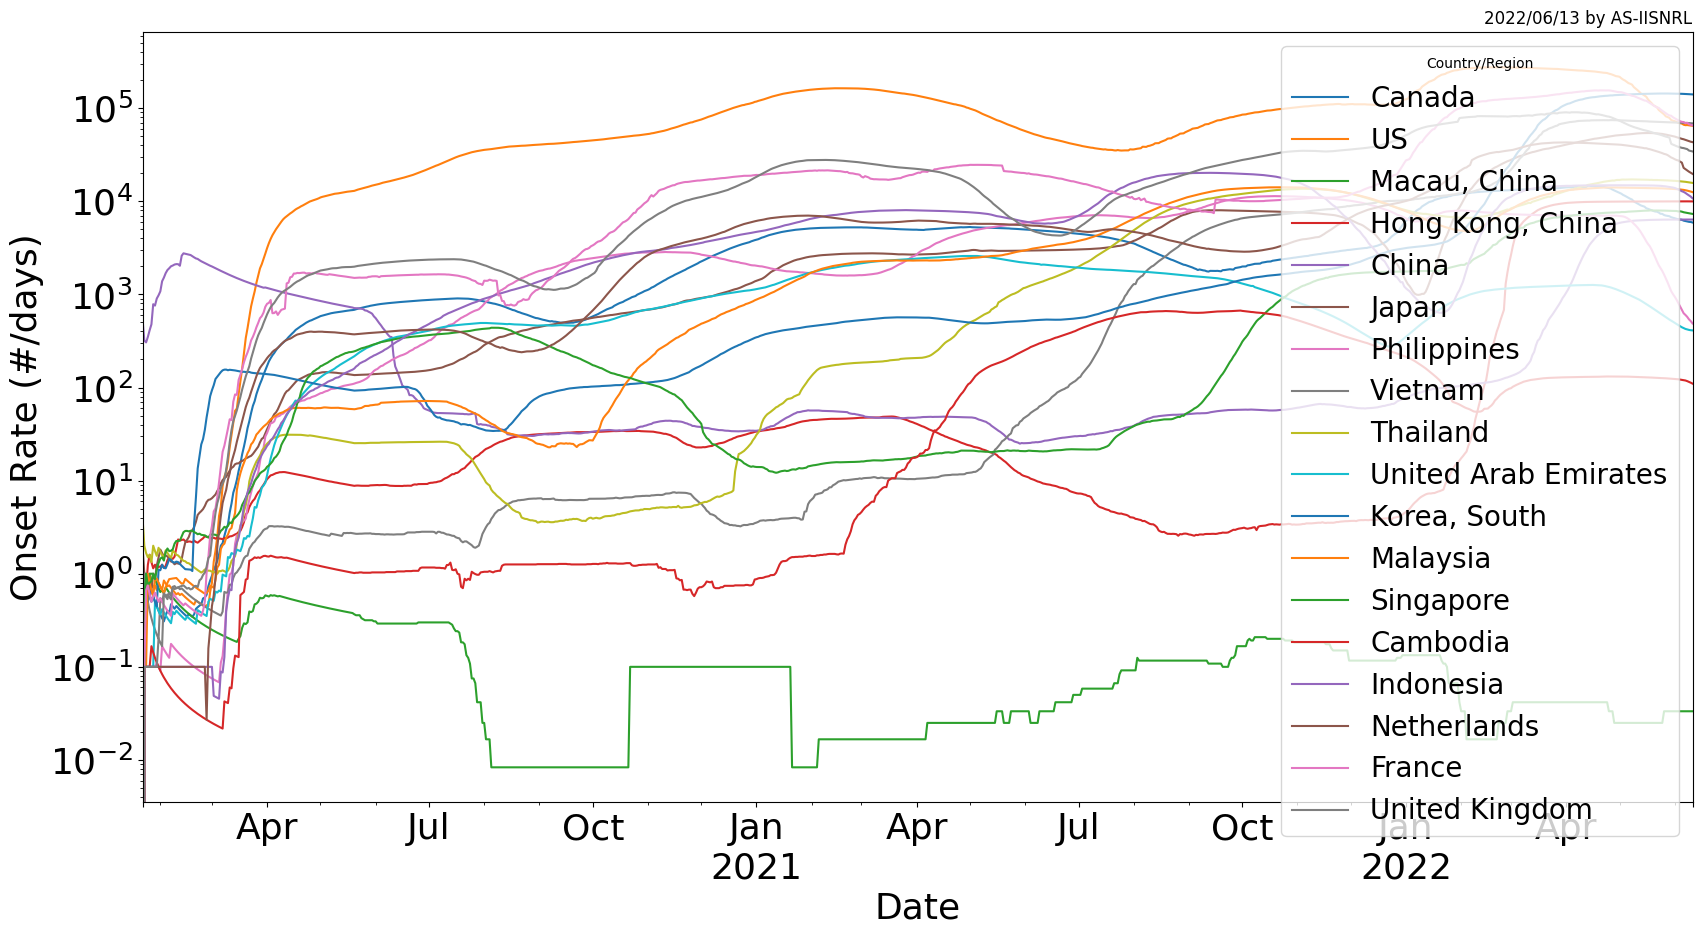 2022/06/13 by AS-IISNRL
Country/Region
Canada
US
Macau, China
Hong Kong, China
China
Japan
Philippines
Vietnam
Thailand
United Arab Emirates
Korea, South
Malaysia
Singapore
Cambodia
Indonesia
Netherlands
France
United Kingdom
Onset Rate (#/days)
10^5
10^4
10^3
10^2
10^1
10^0
10^-1
10^-2
Apr Jul Oct Jan Apr Jul Oct Jan Apr
2021 2022
Date